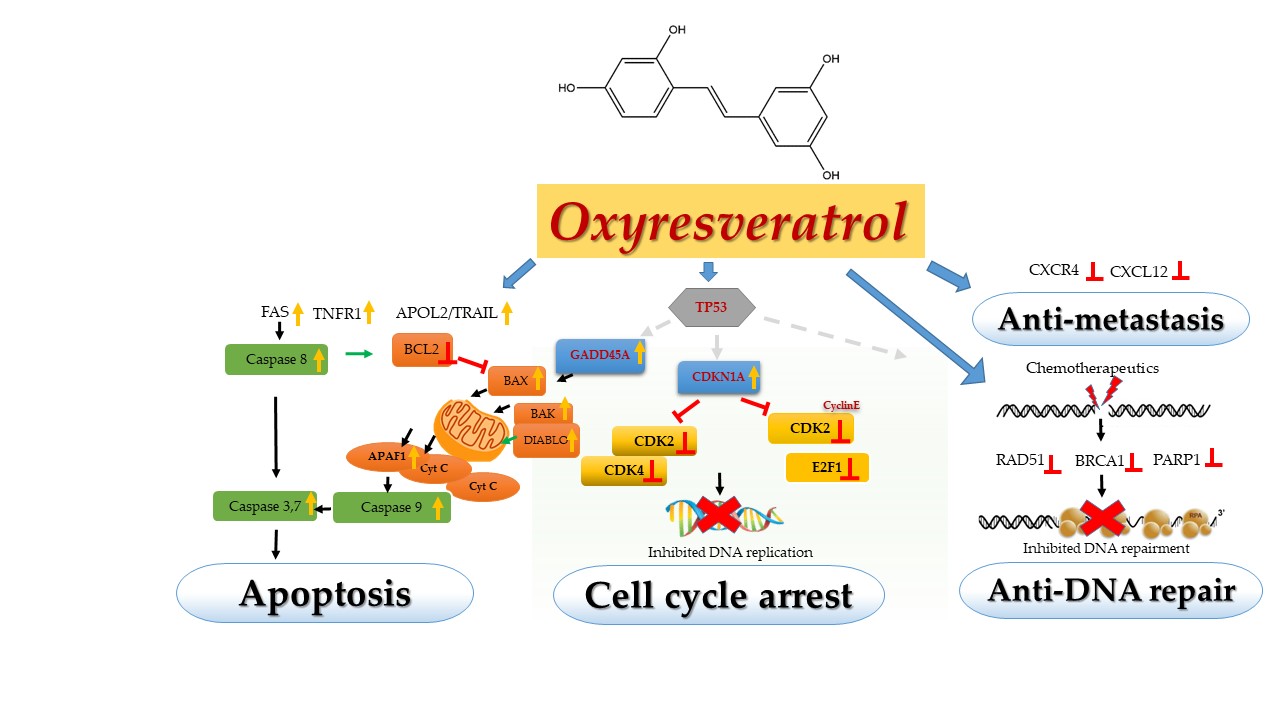 OH
HO
OH
OH
Oxyresveratrol
TP53
FAS
TNFR1
APOL2/TRAIL
Caspase 8
BCL2
BAX
GADD45A
BAK
DIABLO
CDKN1A
CDK2
CDK4
CyclinE
CDK2
E2F1
APAF1
Cyt C
Cyt C
Caspase 3,7
Caspase 9
Apoptosis
Inhibited DNA replication
Cell cycle arrest
CXCR4
CXCL12
Anti-metastasis
Chemotherapeutics
RAD51
BRCA1
PARP1
RPA
3'
Inhibited DNA repairment
Anti-DNA repair